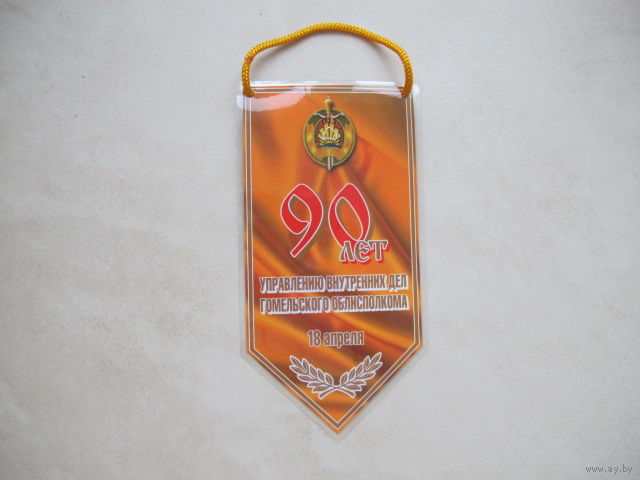 90
лет
УПРАВЛЕНИЮ ВНУТРЕННИХ ДЕЛ
ГОМЕЛЬСКОГО ОБЛИСПОЛКОМА
18 апреля
www.ay.by